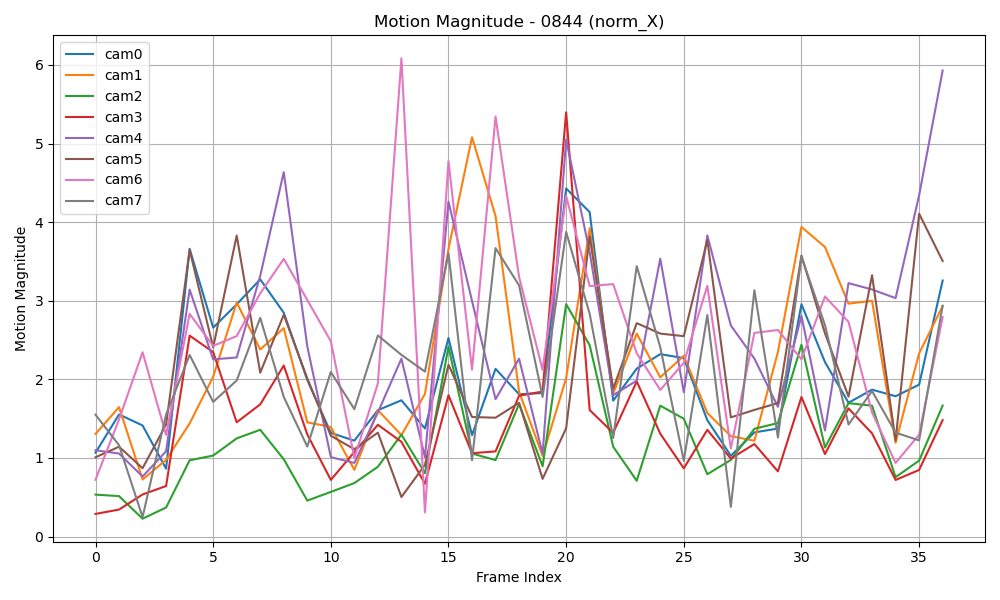 Motion Magnitude - 0844 (norm_X)
cam0
cam1
cam2
cam3
cam4
cam5
cam6
cam7
Motion Magnitude
6
5
4
3
2
1
0
0 5 10 15 20 25 30 35
Frame Index